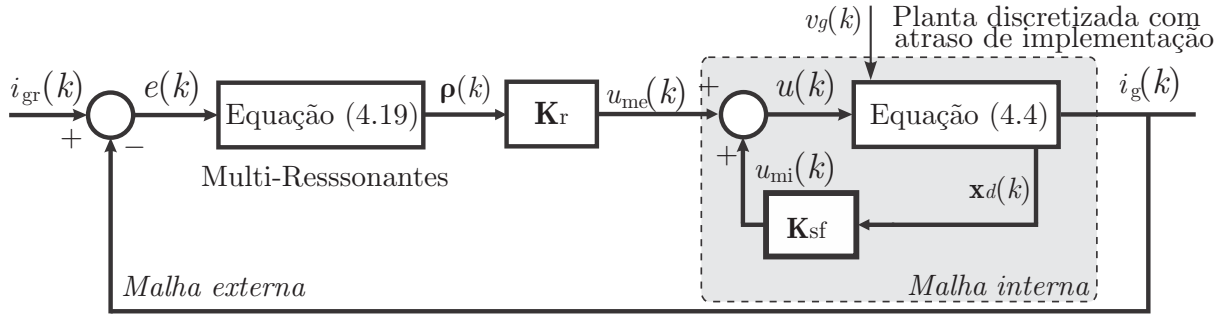 v_g(k)
Planta discretizada com
atraso de implementação
i_gr(k)
e(k)
Equação (4.19)
ρ(k)
K_r
u_me(k)
+
u(k)
Equação (4.4)
i_g(k)
+
−
Multi-Resssonantes
+
u_mi(k)
x_d(k)
K_sf
Malha externa
Malha interna